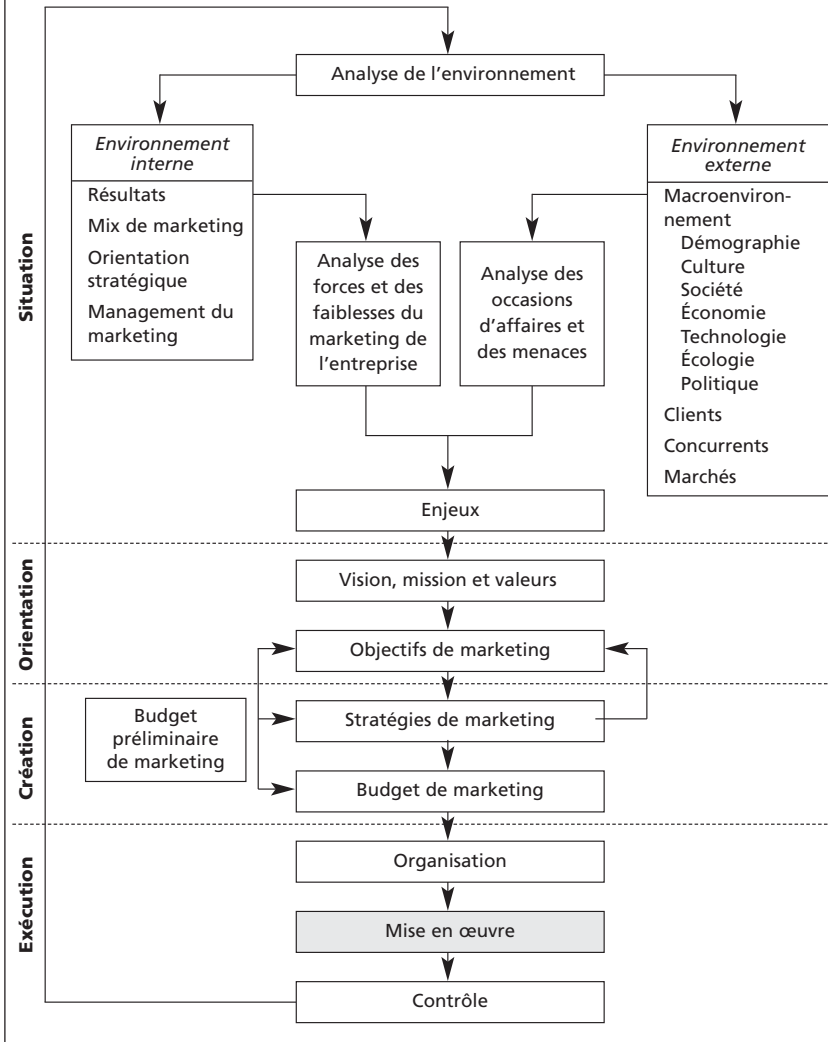 Analyse de l'environnement
Situation
Environnement
interne
Résultats
Mix de marketing
Orientation
stratégique
Management du
marketing
Analyse des
forces et des
faiblesses du
marketing de
l'entreprise
Analyse des
occasions
d'affaires et
des menaces
Environnement
externe
Macroenviron-
nement
Démographie
Culture
Société
Économie
Technologie
Écologie
Politique
Clients
Concurrents
Marchés
Enjeux
Orientation
Vision, mission et valeurs
Objectifs de marketing
Création
Budget
préliminaire
de marketing
Stratégies de marketing
Budget de marketing
Exécution
Organisation
Mise en œuvre
Contrôle